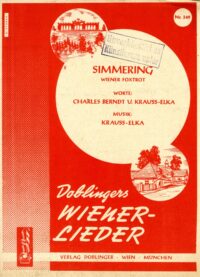 Nr. 249
SIMMERING
WIENER FOXTROT
WORTE:
CHARLES BERNDT U. KRAUSS-ELKA
MUSIK:
KRAUSS-ELKA
Doblingers
WIENER-
LIEDER
VERLAG DOBLINGER - WIEN - MÜNCHEN